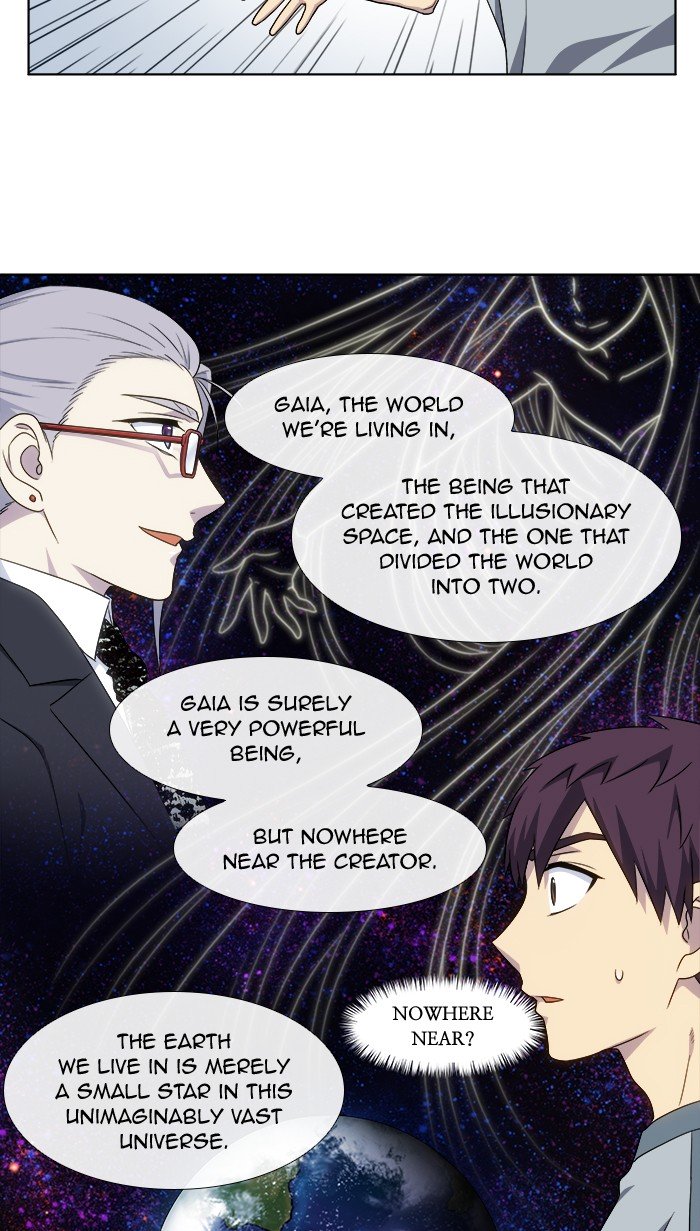 GAIA, THE WORLD
WE'RE LIVING IN,
THE BEING THAT
CREATED THE ILLUSIONARY
SPACE, AND THE ONE THAT
DIVIDED THE WORLD
INTO TWO.
GAIA IS SURELY
A VERY POWERFUL
BEING,
BUT NOWHERE
NEAR THE CREATOR.
NOWHERE
NEAR?
THE EARTH
WE LIVE IN IS MERELY
A SMALL STAR IN THIS
UNIMAGINABLY VAST
UNIVERSE.